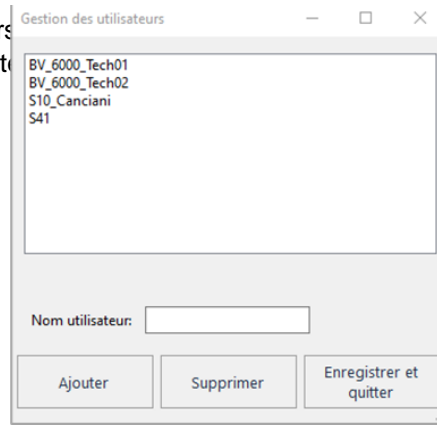 Gestion des utilisateurs
BV_6000_Tech01
BV_6000_Tech02
S10_Canciani
S41
Nom utilisateur:
Ajouter
Supprimer
Enregistrer et
quitter